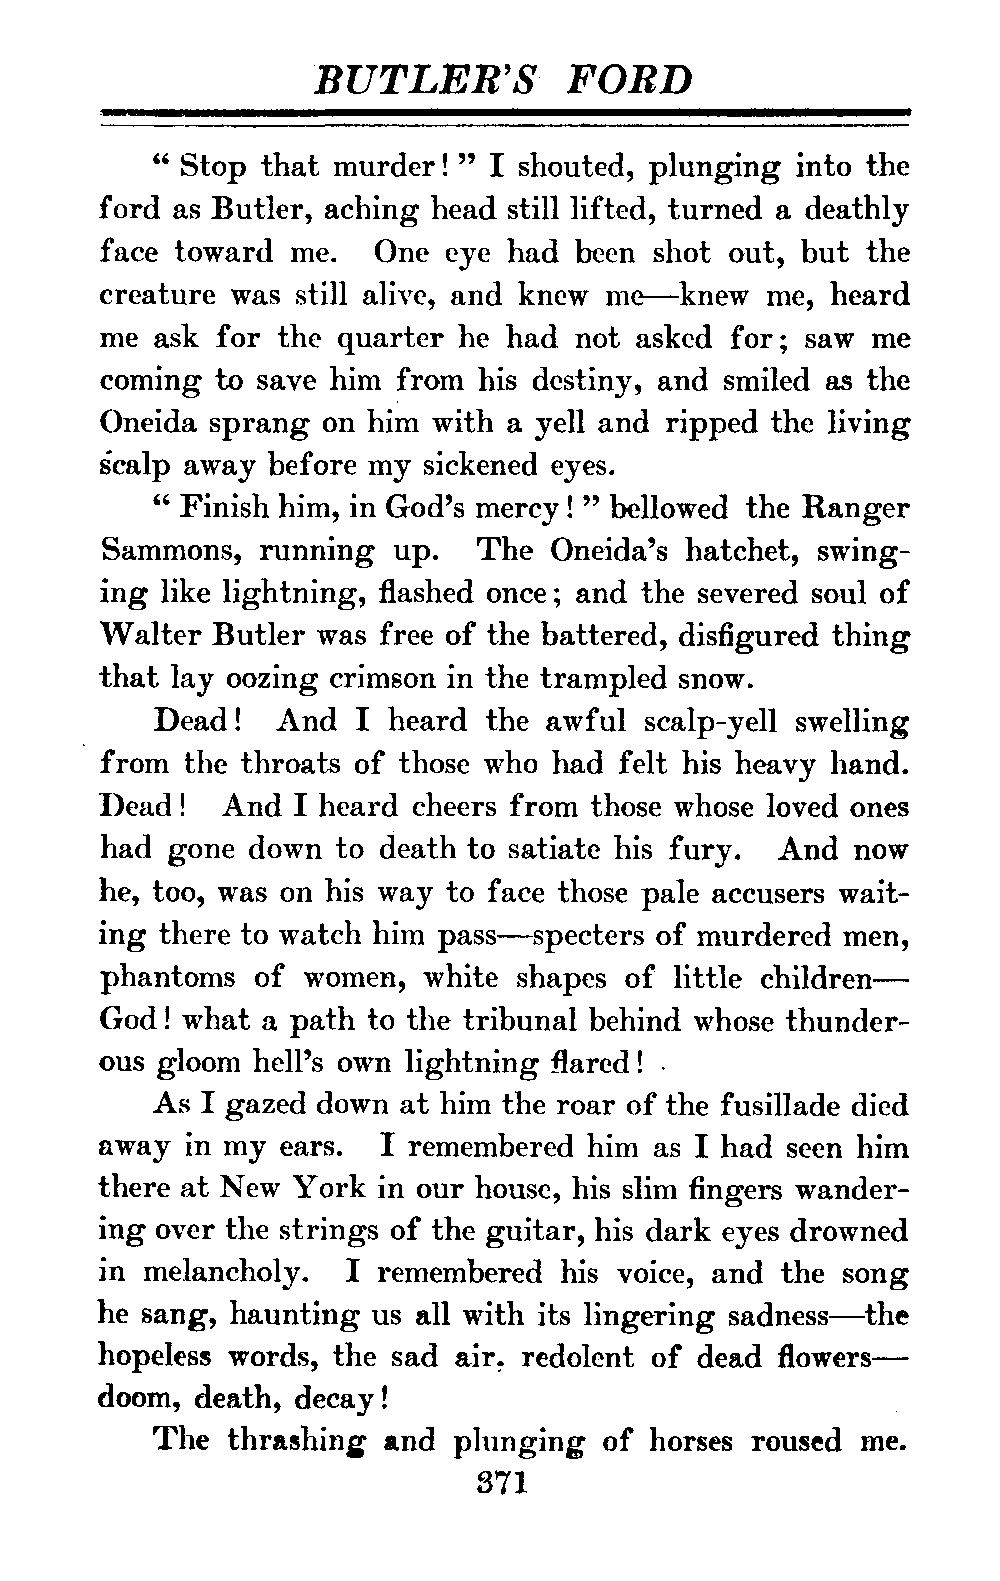 BUTLER'S FORD
“ Stop that murder! ” I shouted, plunging into the
ford as Butler, aching head still lifted, turned a deathly
face toward me. One eye had been shot out, but the
creature was still alive, and knew me—knew me, heard
me ask for the quarter he had not asked for; saw me
coming to save him from his destiny, and smiled as the
Oneida sprang on him with a yell and ripped the living
scalp away before my sickened eyes.
“ Finish him, in God's mercy! ” bellowed the Ranger
Sammons, running up. The Oneida's hatchet, swing-
ing like lightning, flashed once; and the severed soul of
Walter Butler was free of the battered, disfigured thing
that lay oozing crimson in the trampled snow.
Dead! And I heard the awful scalp-yell swelling
from the throats of those who had felt his heavy hand.
Dead! And I heard cheers from those whose loved ones
had gone down to death to satiate his fury. And now
he, too, was on his way to face those pale accusers wait-
ing there to watch him pass—specters of murdered men,
phantoms of women, white shapes of little children—
God! what a path to the tribunal behind whose thunder-
ous gloom hell's own lightning flared!
As I gazed down at him the roar of the fusillade died
away in my ears. I remembered him as I had seen him
there at New York in our house, his slim fingers wander-
ing over the strings of the guitar, his dark eyes drowned
in melancholy. I remembered his voice, and the song
he sang, haunting us all with its lingering sadness—the
hopeless words, the sad air, redolent of dead flowers—
doom, death, decay!
The thrashing and plunging of horses roused me.
371